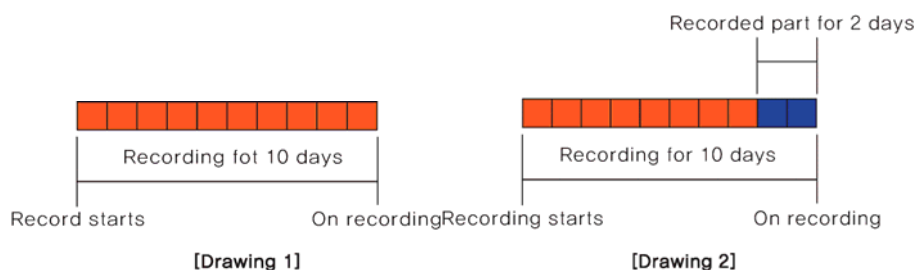 Recorded part for 2 days
Recording fot 10 days
Recording for 10 days
Record starts
On recording
Recording starts
On recording
[Drawing 1]
[Drawing 2]